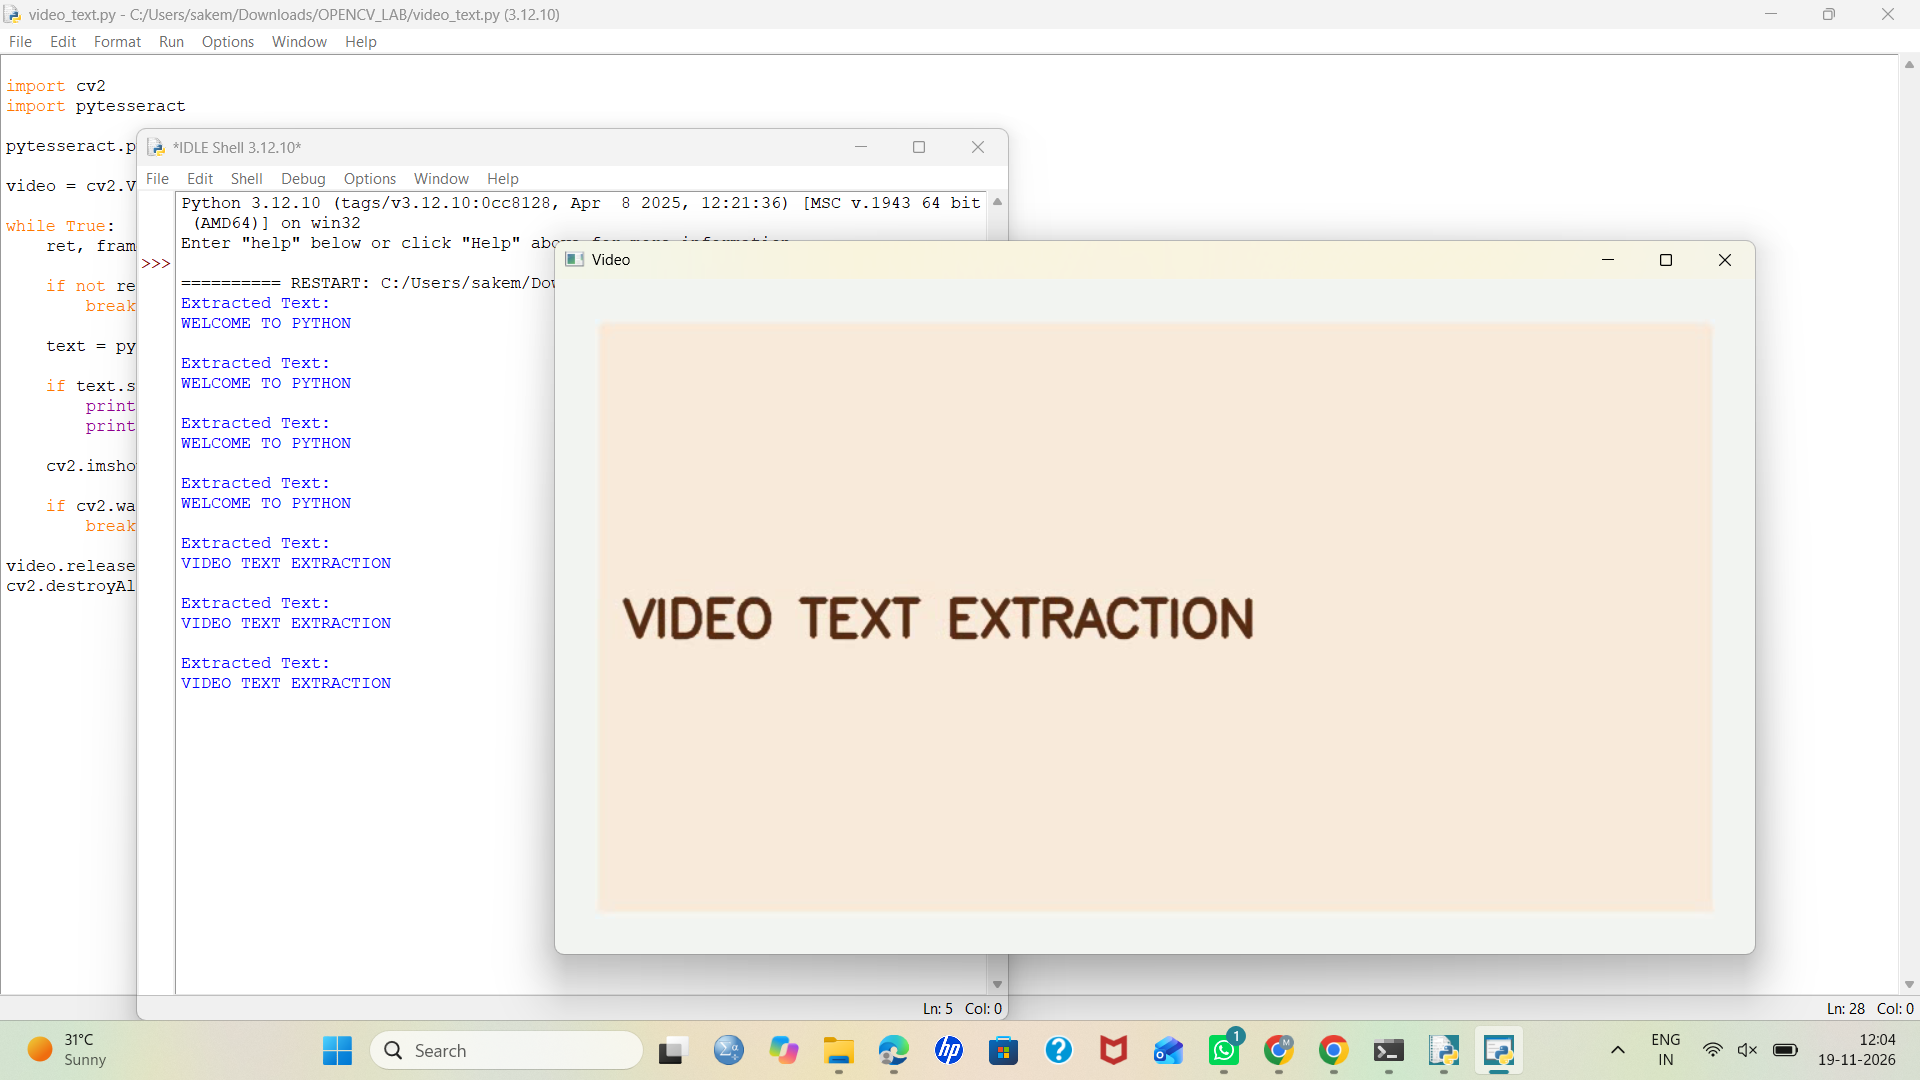 video_text.py - C:/Users/sakem/Downloads/OPENCV_LAB/video_text.py (3.12.10)
File Edit Format Run Options Window Help
import cv2
import pytesseract
pytesseract.p
video = cv2.V
while True:
ret, fram
if not re
break
text = py
if text.s
print
print
cv2.imsho
if cv2.wa
break
video.release
cv2.destroyAl
*IDLE Shell 3.12.10*
File Edit Shell Debug Options Window Help
Python 3.12.10 (tags/v3.12.10:0cc8128, Apr  8 2025, 12:21:36) [MSC v.1943 64 bit
(AMD64)] on win32
Enter "help" below or click "Help" above for more information
>>>
========== RESTART: C:/Users/sakem/Dow
Extracted Text:
WELCOME TO PYTHON
Extracted Text:
WELCOME TO PYTHON
Extracted Text:
WELCOME TO PYTHON
Extracted Text:
WELCOME TO PYTHON
Extracted Text:
VIDEO TEXT EXTRACTION
Extracted Text:
VIDEO TEXT EXTRACTION
Extracted Text:
VIDEO TEXT EXTRACTION
Ln: 5 Col: 0
Video
VIDEO TEXT EXTRACTION
Ln: 28 Col: 0
31°C
Sunny
Search
hp
1
M
ENG
IN
12:04
19-11-2026